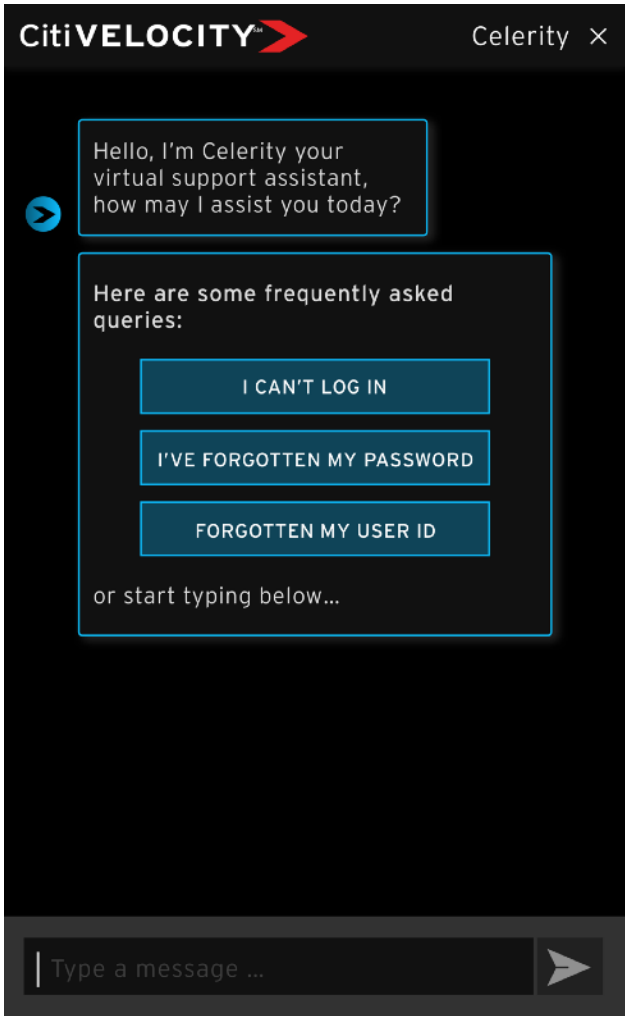 CitiVELOCITY℠
Celerity ×
Hello, I'm Celerity your
virtual support assistant,
how may I assist you today?
Here are some frequently asked
queries:
I CAN'T LOG IN
I'VE FORGOTTEN MY PASSWORD
FORGOTTEN MY USER ID
or start typing below...
Type a message ...